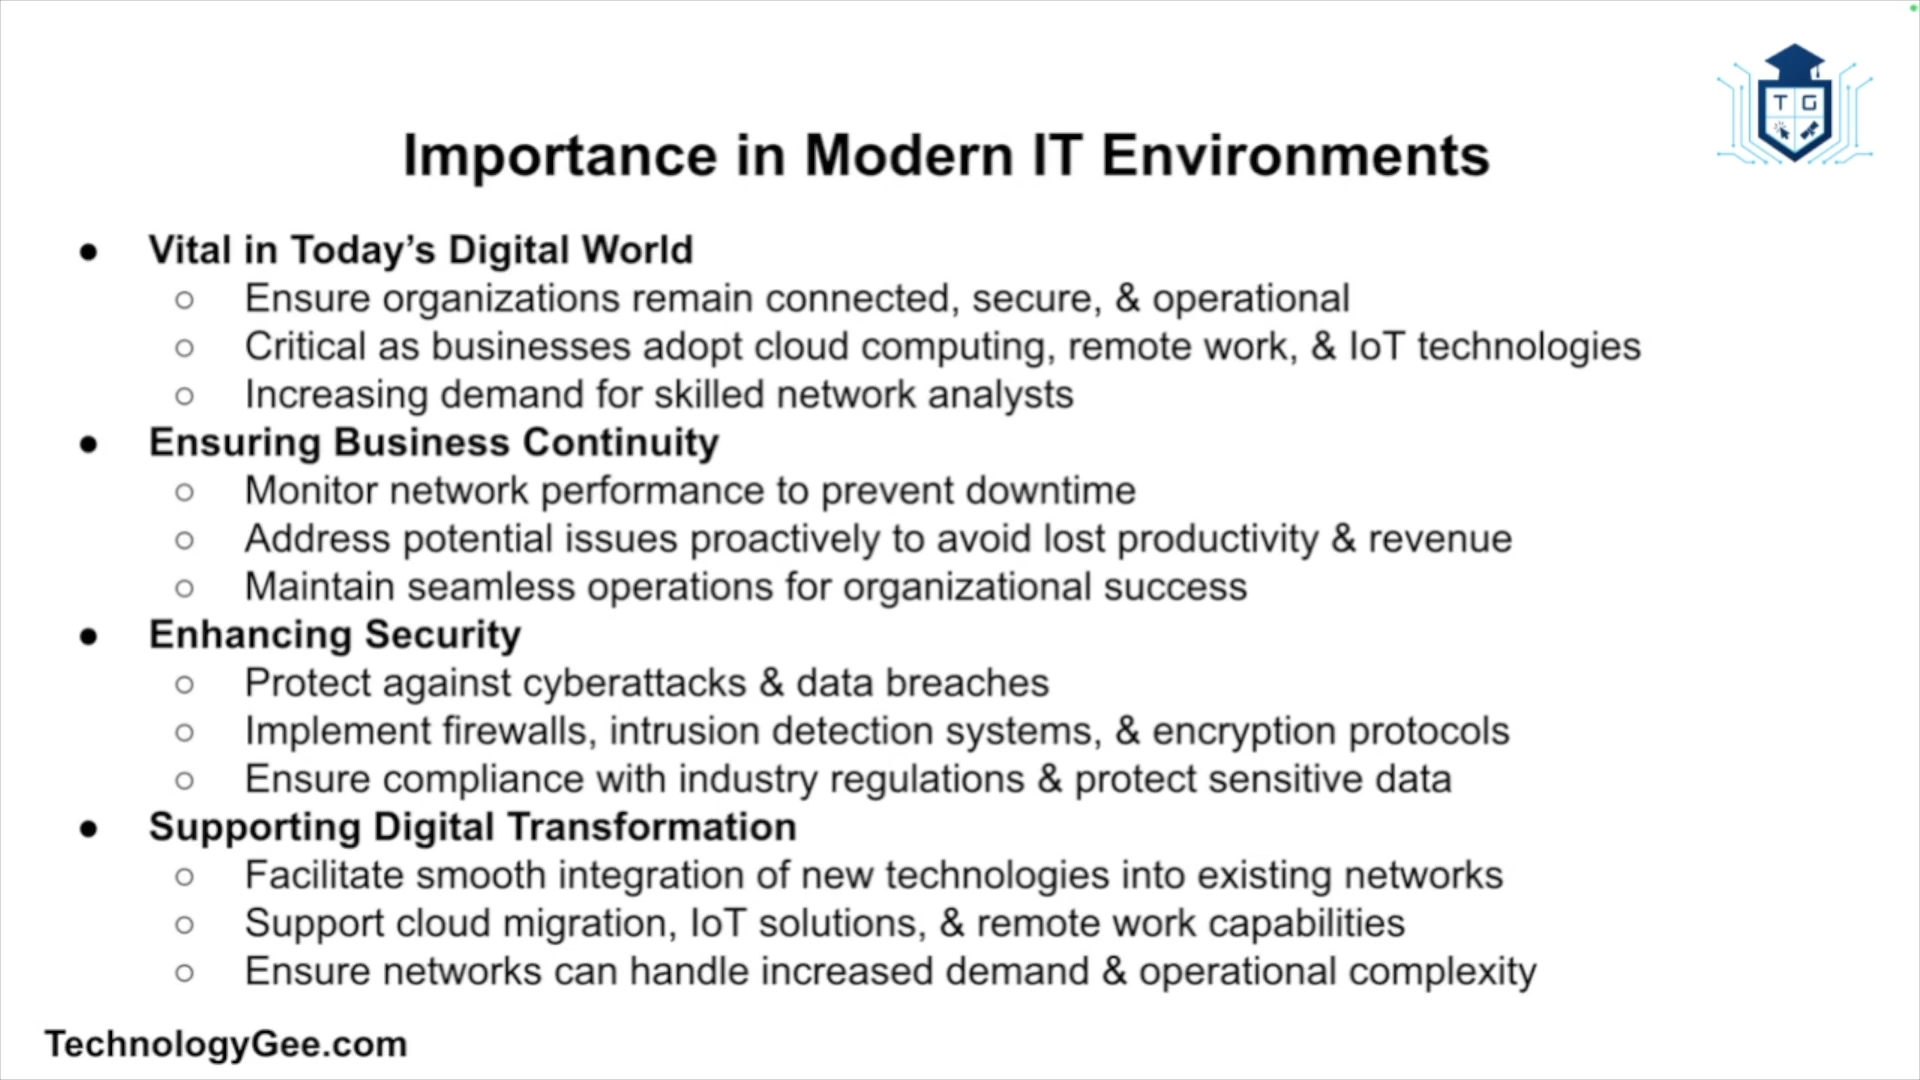 T G
Importance in Modern IT Environments
● Vital in Today’s Digital World
○ Ensure organizations remain connected, secure, & operational
○ Critical as businesses adopt cloud computing, remote work, & IoT technologies
○ Increasing demand for skilled network analysts
● Ensuring Business Continuity
○ Monitor network performance to prevent downtime
○ Address potential issues proactively to avoid lost productivity & revenue
○ Maintain seamless operations for organizational success
● Enhancing Security
○ Protect against cyberattacks & data breaches
○ Implement firewalls, intrusion detection systems, & encryption protocols
○ Ensure compliance with industry regulations & protect sensitive data
● Supporting Digital Transformation
○ Facilitate smooth integration of new technologies into existing networks
○ Support cloud migration, IoT solutions, & remote work capabilities
○ Ensure networks can handle increased demand & operational complexity
TechnologyGee.com